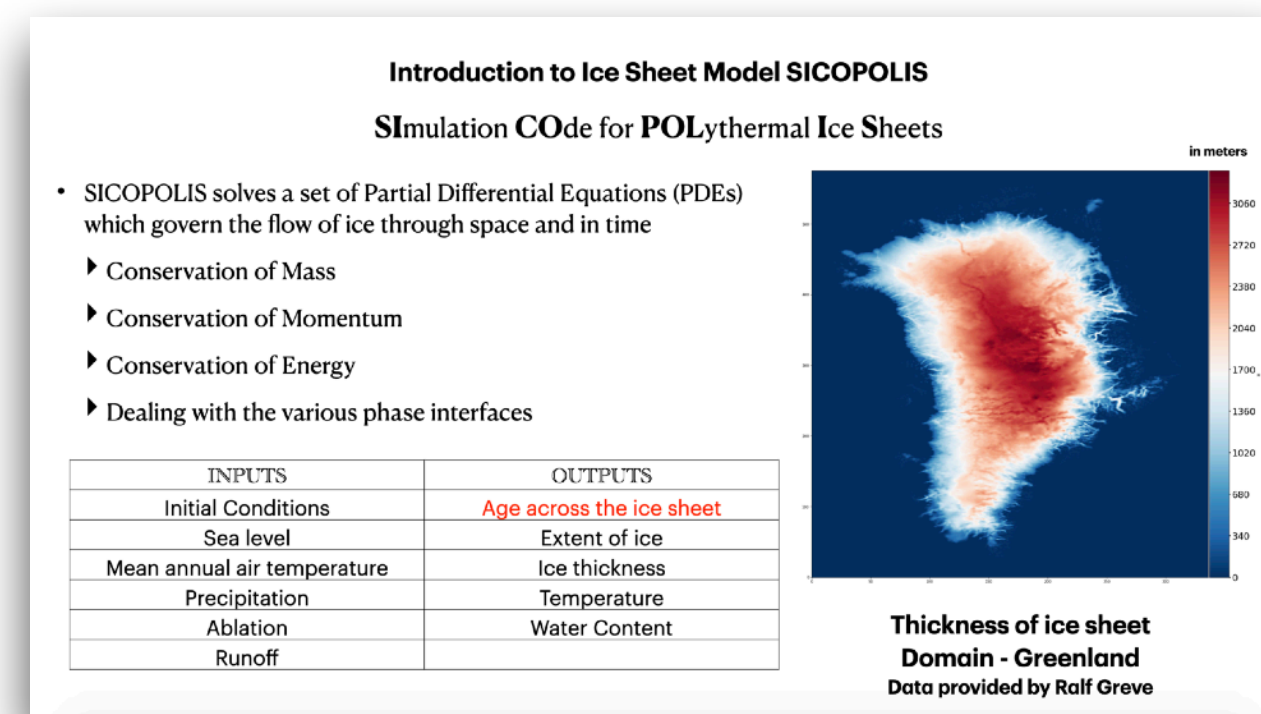 Introduction to Ice Sheet Model SICOPOLIS
SImulation COde for POLythermal Ice Sheets
in meters
• SICOPOLIS solves a set of Partial Differential Equations (PDEs)
which govern the flow of ice through space and in time
Conservation of Mass
Conservation of Momentum
Conservation of Energy
Dealing with the various phase interfaces
INPUTS OUTPUTS
Initial Conditions Age across the ice sheet
Sea level Extent of ice
Mean annual air temperature Ice thickness
Precipitation Temperature
Ablation Water Content
Runoff
3060
2720
2380
2040
1700
1360
1020
680
340
0
Thickness of ice sheet
Domain - Greenland
Data provided by Ralf Greve